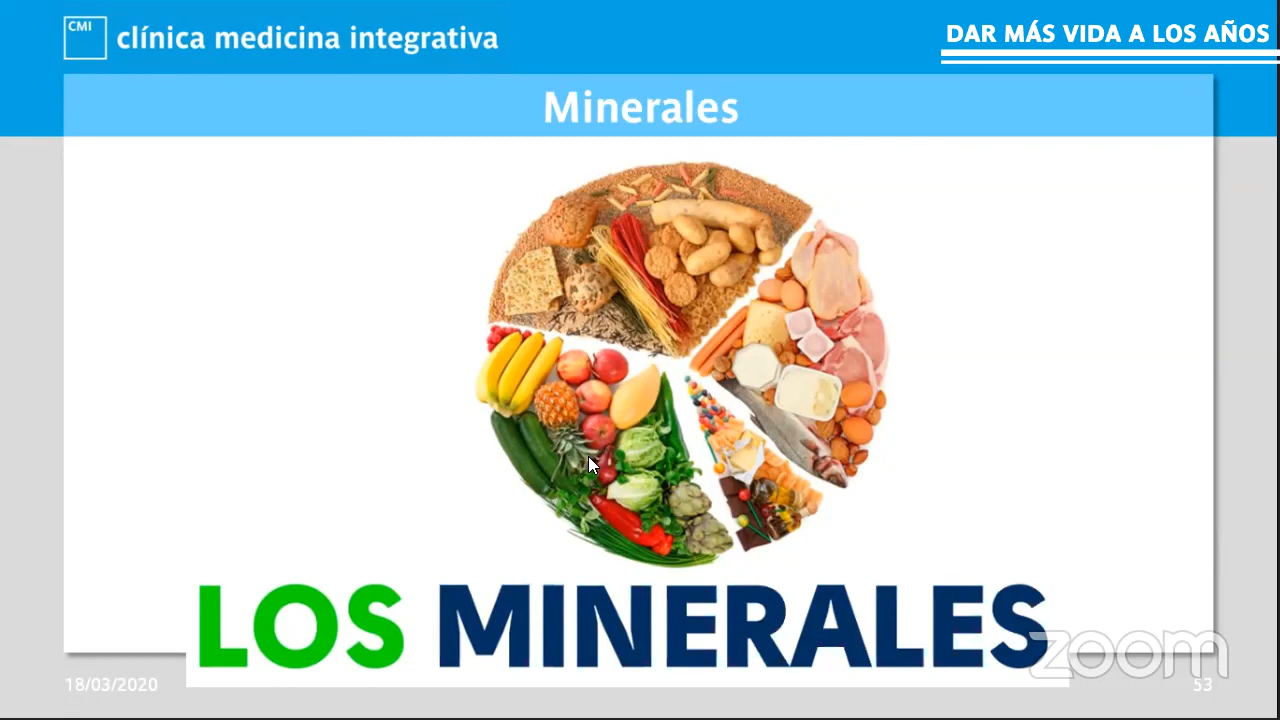 CMI
clínica medicina integrativa
DAR MÁS VIDA A LOS AÑOS
Minerales
LOS MINERALES
zoom
18/03/2020
53